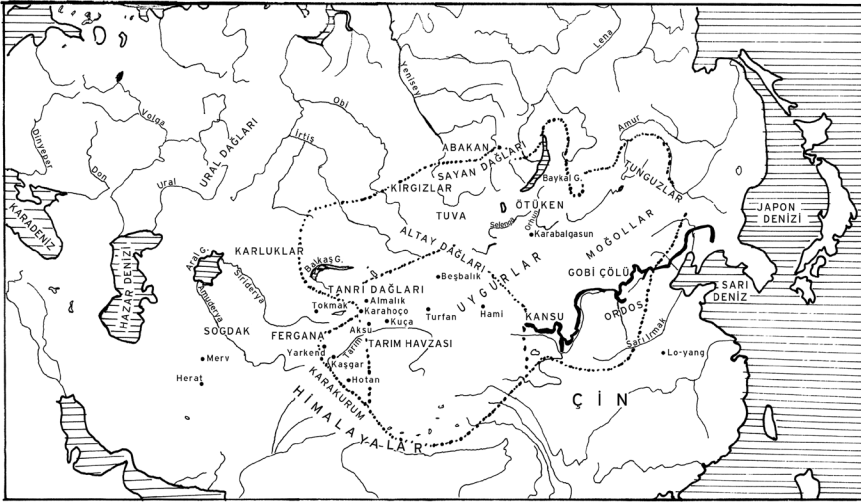 Lena
Yenisey
Obi
Volga
Amur
Dinyeper
İrtiş
ABAKAN
URAL DAĞLARI
SAYAN DAĞLARI
Don
Ural
KIRGIZLAR
Baykal G.
TUNGUZLAR
TUVA
ÖTÜKEN
KARADENİZ
JAPON
DENİZİ
Selenga
Orhun
Karabalgasun
MOĞOLLAR
ALTAY DAĞLARI
KARLUKLAR
Aral G.
Balkaş G.
HAZAR DENİZİ
Sırıderya
Beşbalık
GOBİ ÇÖLÜ
UYGURLAR
TANRI DAĞLARI
Amuderya
SARI
DENİZ
Tokmak
Almalık
Karahoço
Turfan
Hami
KANSU
ORDOS
SOĞDAK
Kuça
FERGANA
Aksu
Tarım
TARIM HAVZASI
Sarı Irmak
Merv
Yarkend
Kaşgar
Lo-yang
Herat
Hotan
KARAKURUM
HİMALAYALAR
ÇİN